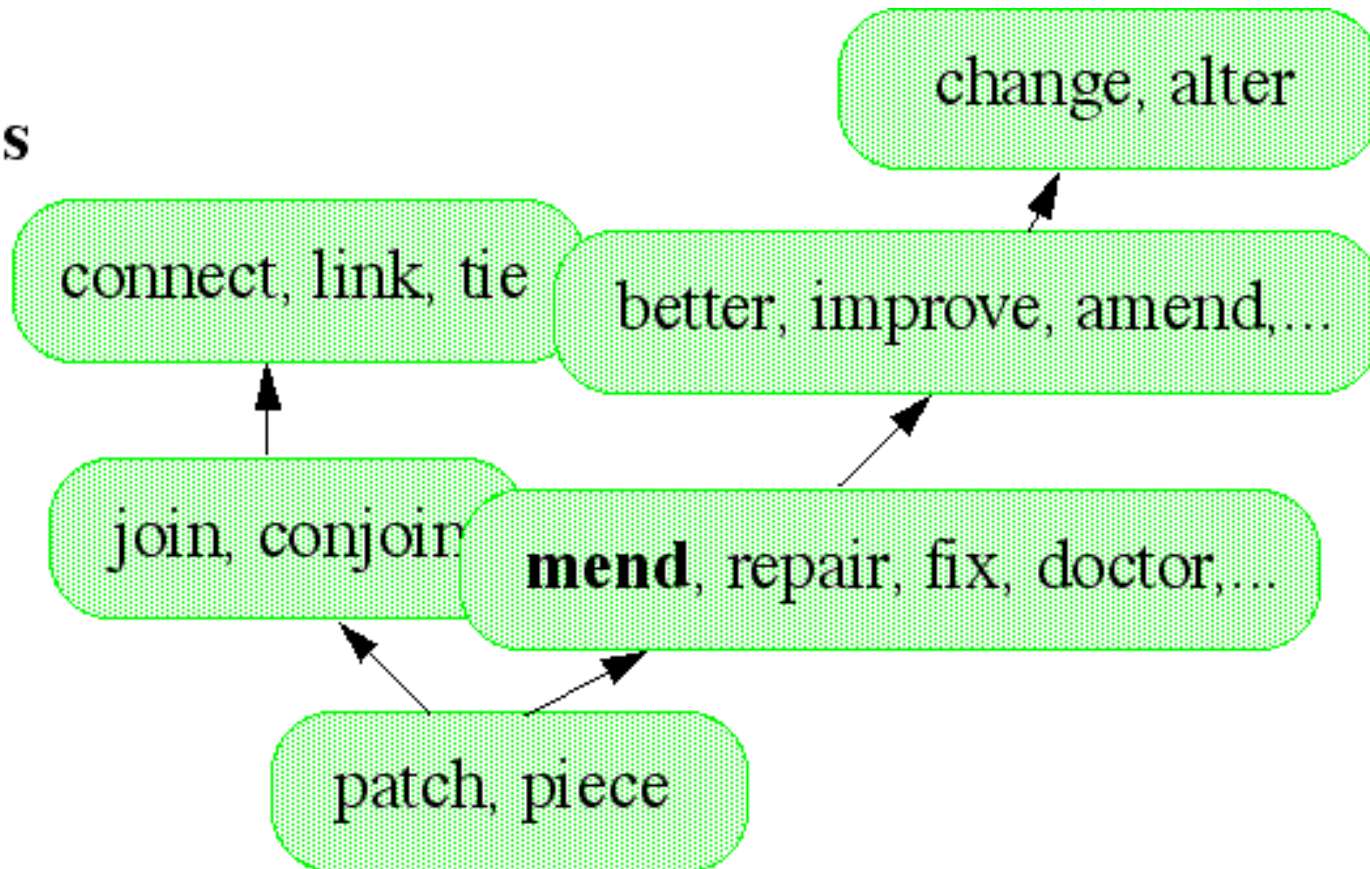 change, alter
s
connect, link, tie
better, improve, amend,...
join, conjoin
mend, repair, fix, doctor,...
patch, piece